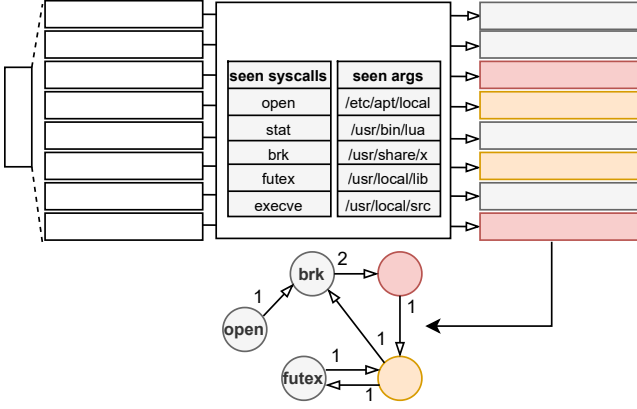 seen syscalls seen args
open /etc/apt/local
stat /usr/bin/lua
brk /usr/share/x
futex /usr/local/lib
execve /usr/local/src
brk 2
1 1
open
1
futex 1
1